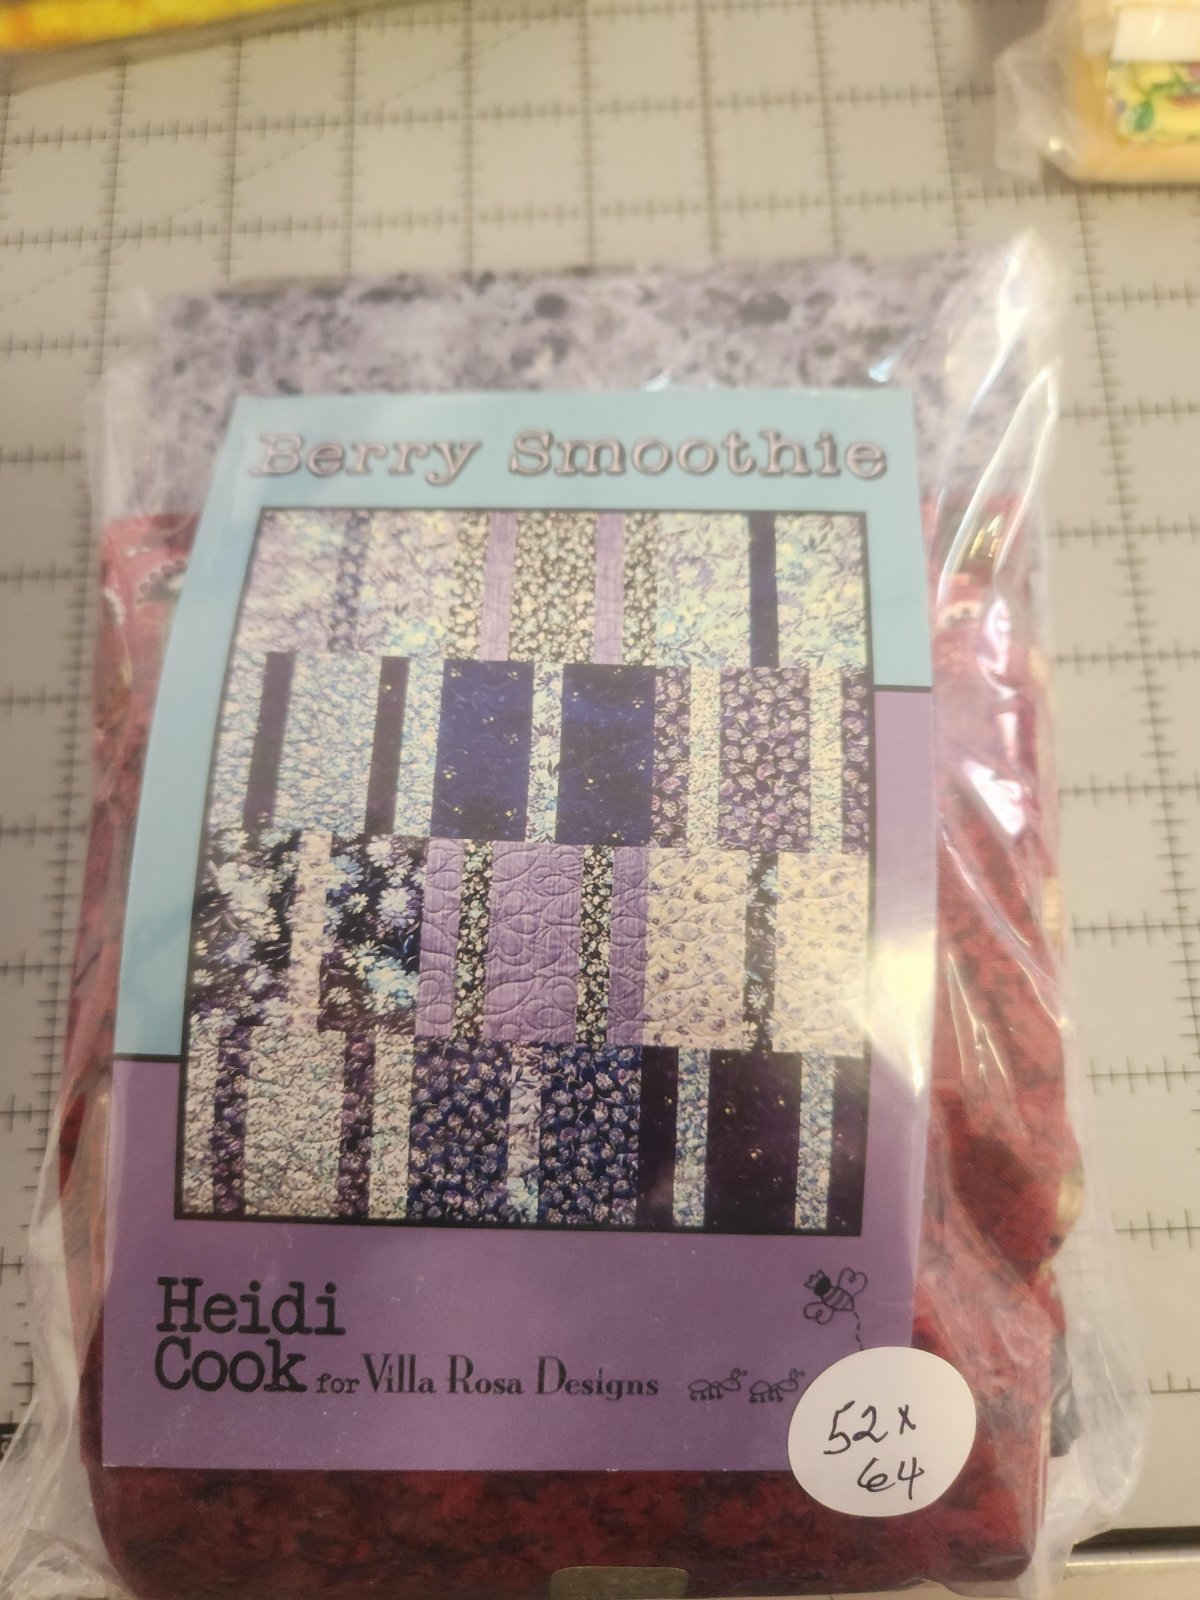 Berry Smoothie
Heidi
Cook for Villa Rosa Designs
52 x
64